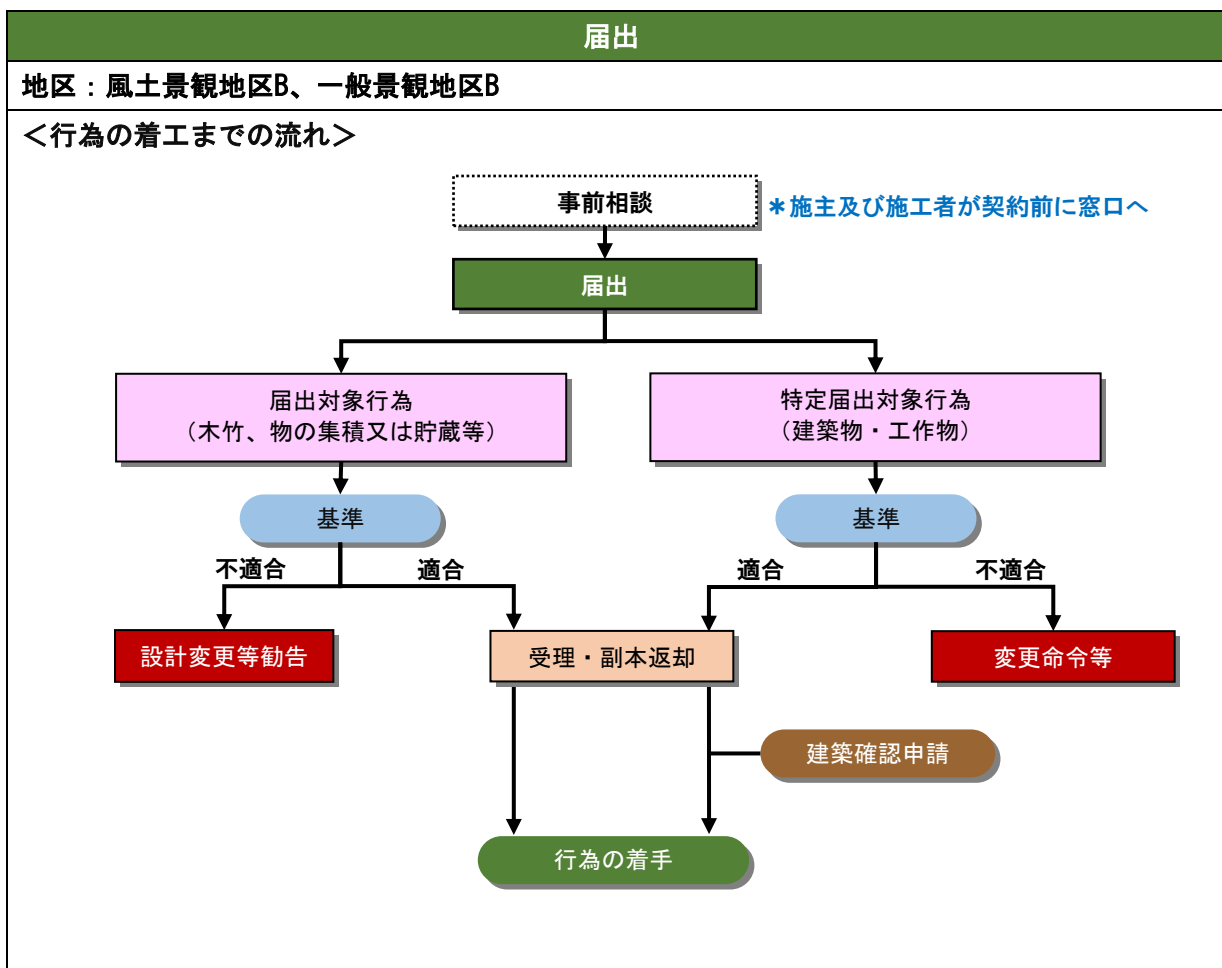 届出
地区：風土景観地区B、一般景観地区B
＜行為の着工までの流れ＞
事前相談
＊施主及び施工者が契約前に窓口へ
届出
届出対象行為
（木竹、物の集積又は貯蔵等）
特定届出対象行為
（建築物・工作物）
基準
基準
不適合
適合
適合
不適合
設計変更等勧告
受理・副本返却
変更命令等
建築確認申請
行為の着手